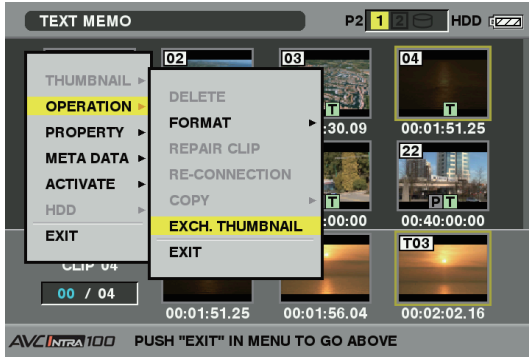 TEXT MEMO P2 1 2 HDD
02 03 04
THUMBNAIL
OPERATION
PROPERTY
META DATA
ACTIVATE
HDD
EXIT
DELETE
FORMAT
REPAIR CLIP
RE-CONNECTION
COPY
EXCH. THUMBNAIL
EXIT
T
T
:30.09 00:01:51.25
22
T
P T
:00:00 00:40:00:00
T03
CLIP 04
00 / 04
00:01:51.25 00:01:56.04 00:02:02.16
AVC INTRA 100 PUSH "EXIT" IN MENU TO GO ABOVE